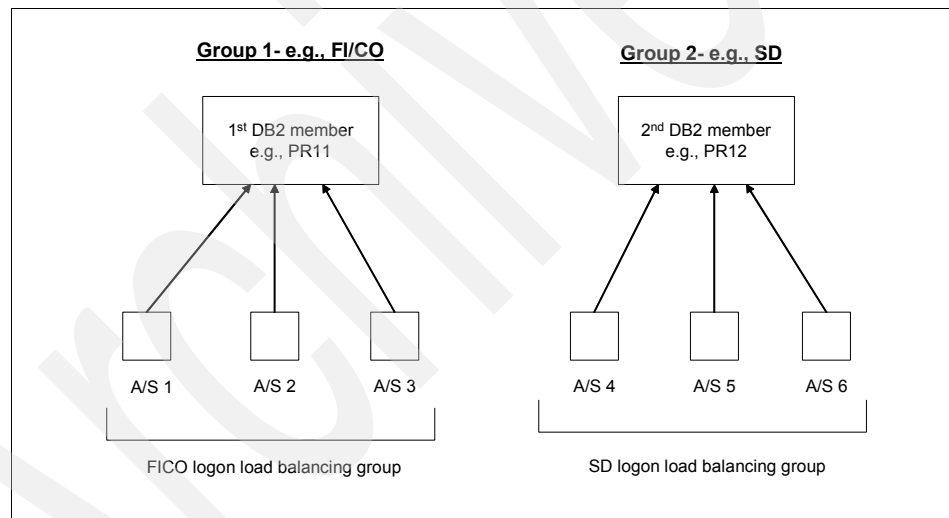 Group 1- e.g., FI/CO
Group 2- e.g., SD
1st DB2 member
e.g., PR11
2nd DB2 member
e.g., PR12
A/S 1
A/S 2
A/S 3
A/S 4
A/S 5
A/S 6
FICO logon load balancing group
SD logon load balancing group